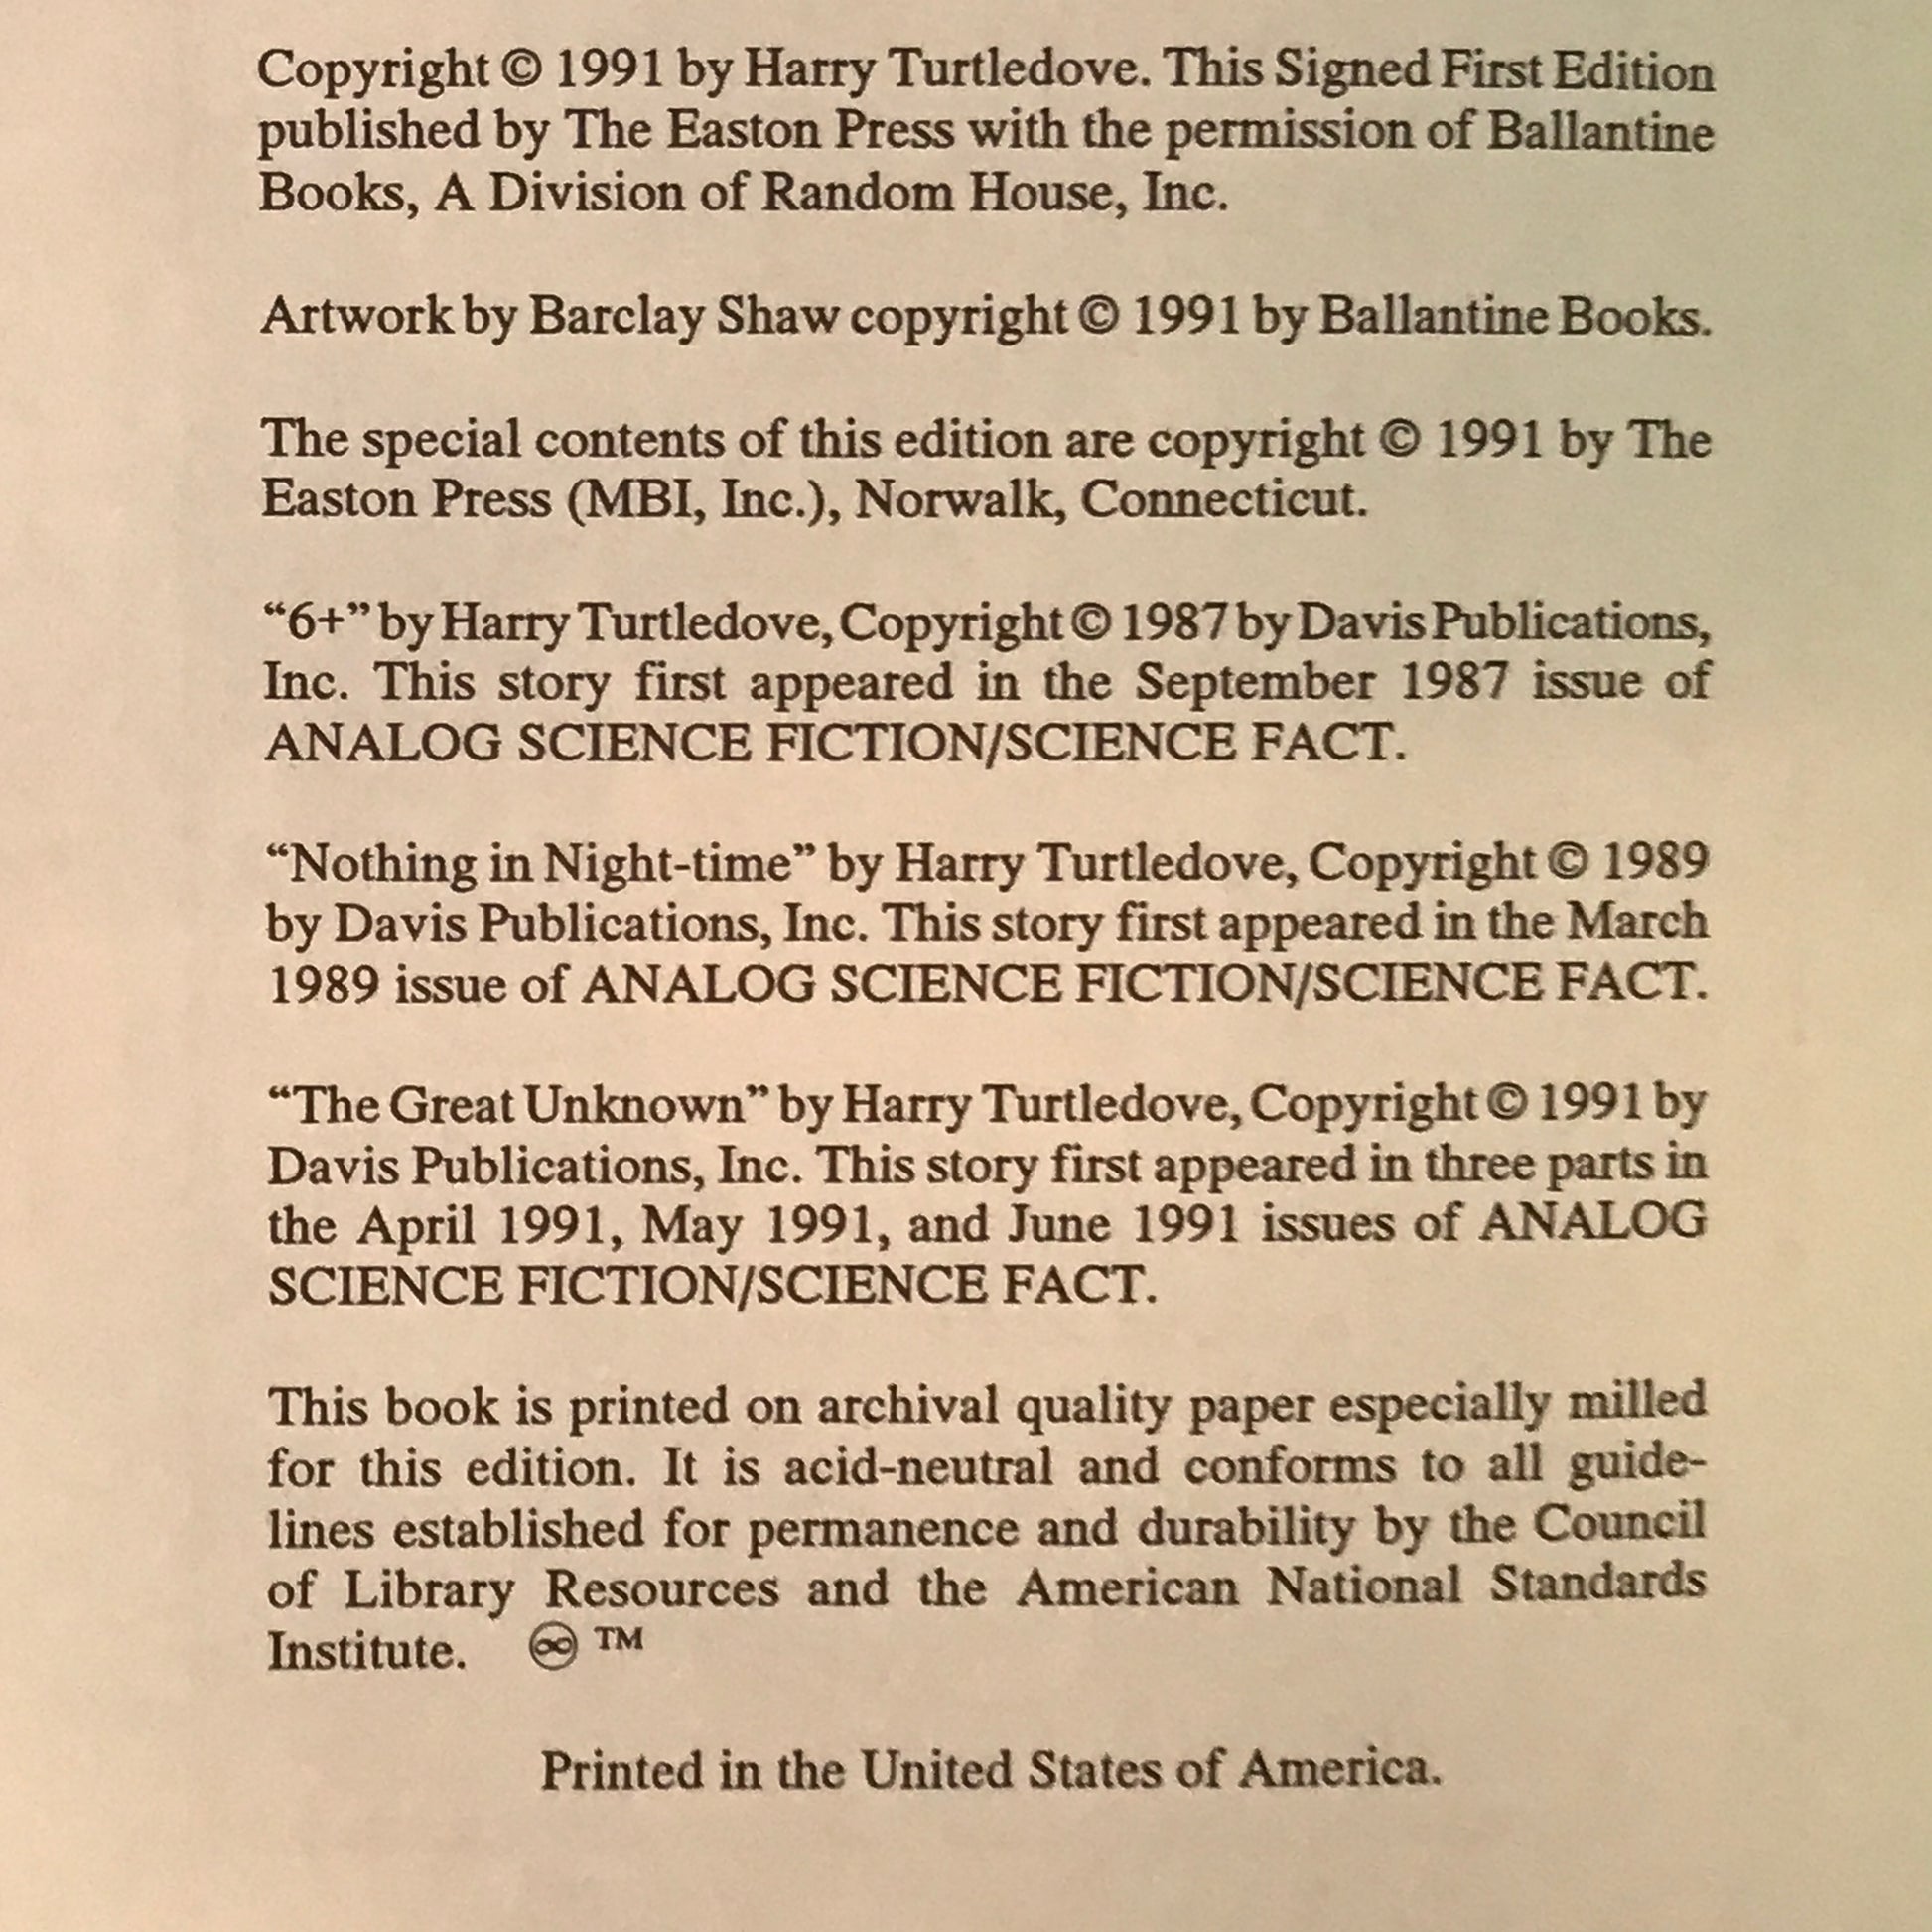 Copyright © 1991 by Harry Turtledove. This Signed First Edition
published by The Easton Press with the permission of Ballantine
Books, A Division of Random House, Inc.
Artwork by Barclay Shaw copyright © 1991 by Ballantine Books.
The special contents of this edition are copyright © 1991 by The
Easton Press (MBI, Inc.), Norwalk, Connecticut.
“6+” by Harry Turtledove, Copyright © 1987 by Davis Publications,
Inc. This story first appeared in the September 1987 issue of
ANALOG SCIENCE FICTION/SCIENCE FACT.
“Nothing in Night-time” by Harry Turtledove, Copyright © 1989
by Davis Publications, Inc. This story first appeared in the March
1989 issue of ANALOG SCIENCE FICTION/SCIENCE FACT.
“The Great Unknown” by Harry Turtledove, Copyright © 1991 by
Davis Publications, Inc. This story first appeared in three parts in
the April 1991, May 1991, and June 1991 issues of ANALOG
SCIENCE FICTION/SCIENCE FACT.
This book is printed on archival quality paper especially milled
for this edition. It is acid-neutral and conforms to all guide-
lines established for permanence and durability by the Council
of Library Resources and the American National Standards
Institute. ♾ ™
Printed in the United States of America.